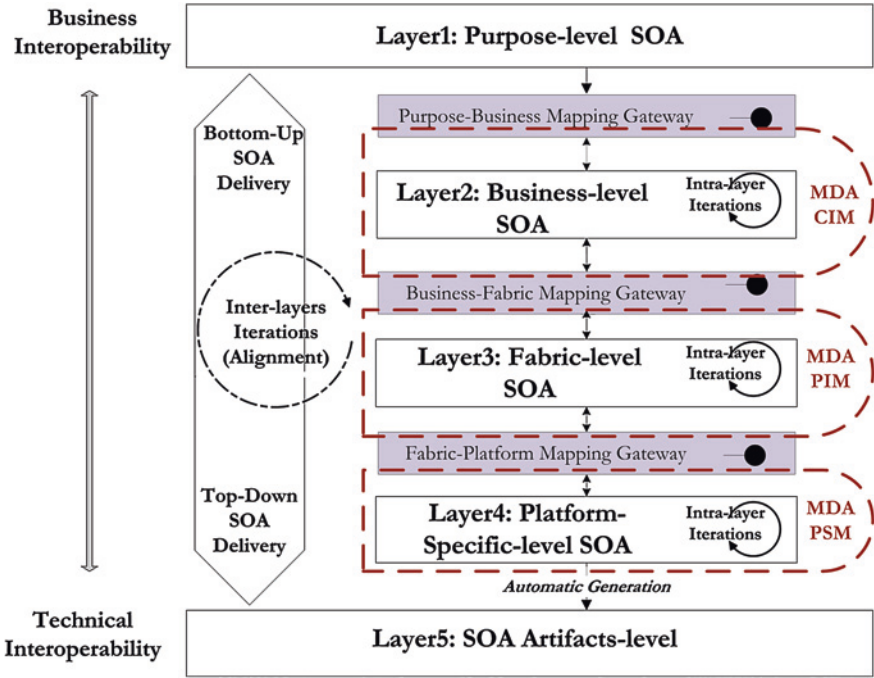 Business
Interoperability
Layer1: Purpose-level SOA
Purpose-Business Mapping Gateway
Bottom-Up
SOA
Delivery
Layer2: Business-level
SOA
Intra-layer
Iterations
MDA
CIM
Business-Fabric Mapping Gateway
Inter-layers
Iterations
(Alignment)
Layer3: Fabric-level
SOA
Intra-layer
Iterations
MDA
PIM
Fabric-Platform Mapping Gateway
Top-Down
SOA
Delivery
Layer4: Platform-
Specific-level SOA
Intra-layer
Iterations
MDA
PSM
Automatic Generation
Technical
Interoperability
Layer5: SOA Artifacts-level